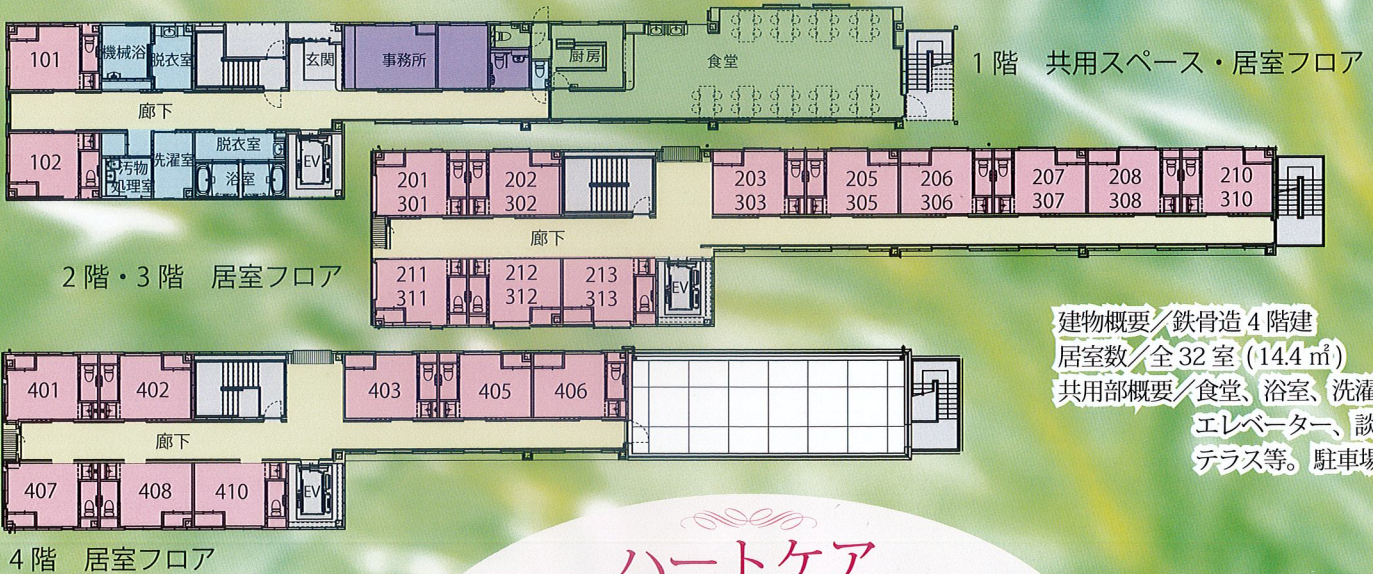 1階 共用スペース・居室フロア
101
機械浴
脱衣室
玄関
事務所
厨房
食堂
廊下
102
汚物
処理室
洗濯室
脱衣室
浴室
EV
2階・3階 居室フロア
201
301
202
302
203
303
205
305
206
306
207
307
208
308
210
310
廊下
211
311
212
312
213
313
EV
401
402
403
405
406
廊下
407
408
410
EV
4階 居室フロア
建物概要／鉄骨造4階建
居室数／全32室 (14.4㎡)
共用部概要／食堂、浴室、洗濯
エレベーター、談
テラス等。駐車場
ハートケア